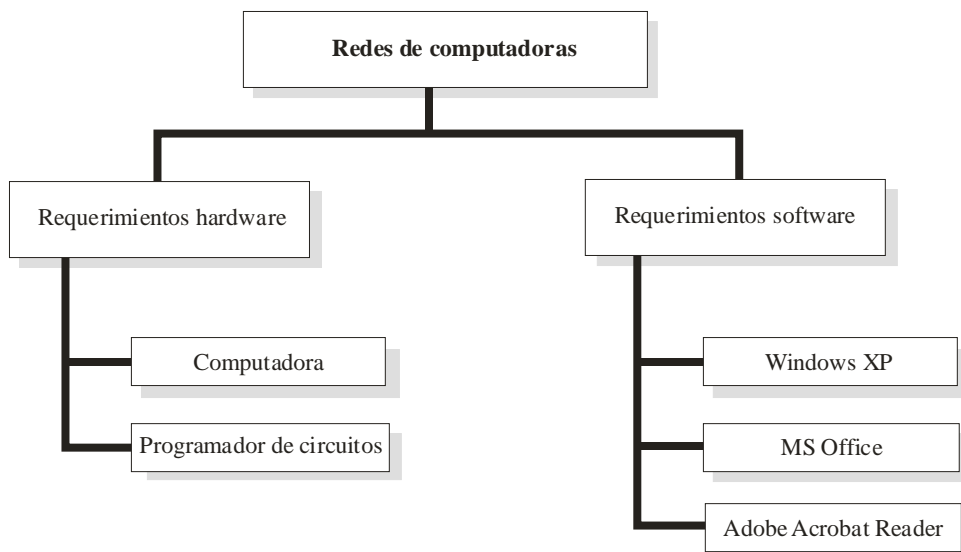 Redes de computadoras
Requerimientos hardware
Computadora
Programador de circuitos
Requerimientos software
Windows XP
MS Office
Adobe Acrobat Reader